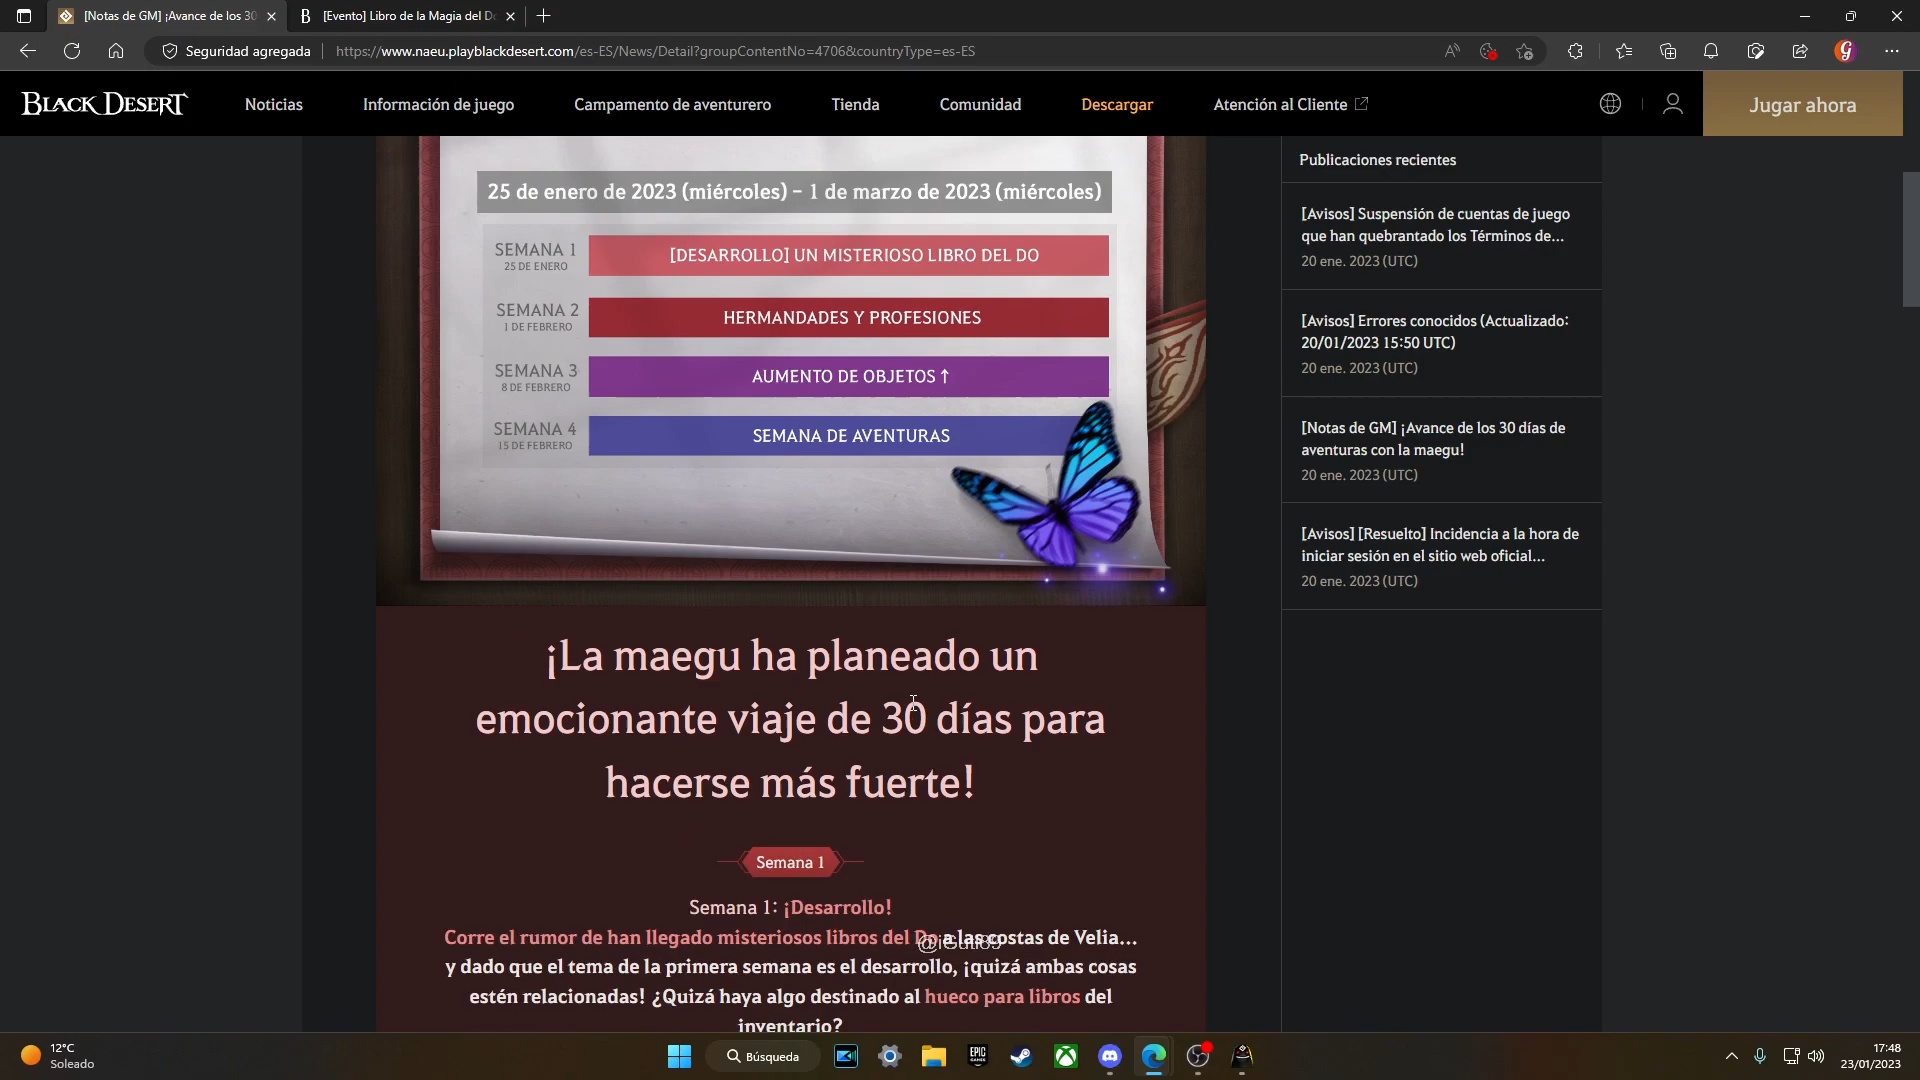 [Notas de GM] ¡Avance de los 30
[Evento] Libro de la Magia del Do
Seguridad agregada
https://www.naeu.playblackdesert.com/es-ES/News/Detail?groupContentNo=4706&countryType=es-ES
BLACK DESERT
Noticias
Información de juego
Campamento de aventurero
Tienda
Comunidad
Descargar
Atención al Cliente
Jugar ahora
25 de enero de 2023 (miércoles) – 1 de marzo de 2023 (miércoles)
SEMANA 1
25 DE ENERO
[DESARROLLO] UN MISTERIOSO LIBRO DEL DO
SEMANA 2
1 DE FEBRERO
HERMANDADES Y PROFESIONES
SEMANA 3
8 DE FEBRERO
AUMENTO DE OBJETOS ↑
SEMANA 4
15 DE FEBRERO
SEMANA DE AVENTURAS
¡La maegu ha planeado un
emocionante viaje de 30 días para
hacerse más fuerte!
Semana 1
Semana 1: ¡Desarrollo!
Corre el rumor de han llegado misteriosos libros del Do a las costas de Velia...
@iGuti89
y dado que el tema de la primera semana es el desarrollo, ¡quizá ambas cosas
estén relacionadas! ¿Quizá haya algo destinado al hueco para libros del
inventario?
Publicaciones recientes
[Avisos] Suspensión de cuentas de juego
que han quebrantado los Términos de...
20 ene. 2023 (UTC)
[Avisos] Errores conocidos (Actualizado:
20/01/2023 15:50 UTC)
20 ene. 2023 (UTC)
[Notas de GM] ¡Avance de los 30 días de
aventuras con la maegu!
20 ene. 2023 (UTC)
[Avisos] [Resuelto] Incidencia a la hora de
iniciar sesión en el sitio web oficial...
20 ene. 2023 (UTC)
12°C
Soleado
Búsqueda
EPIC
GAMES
17:48
23/01/2023